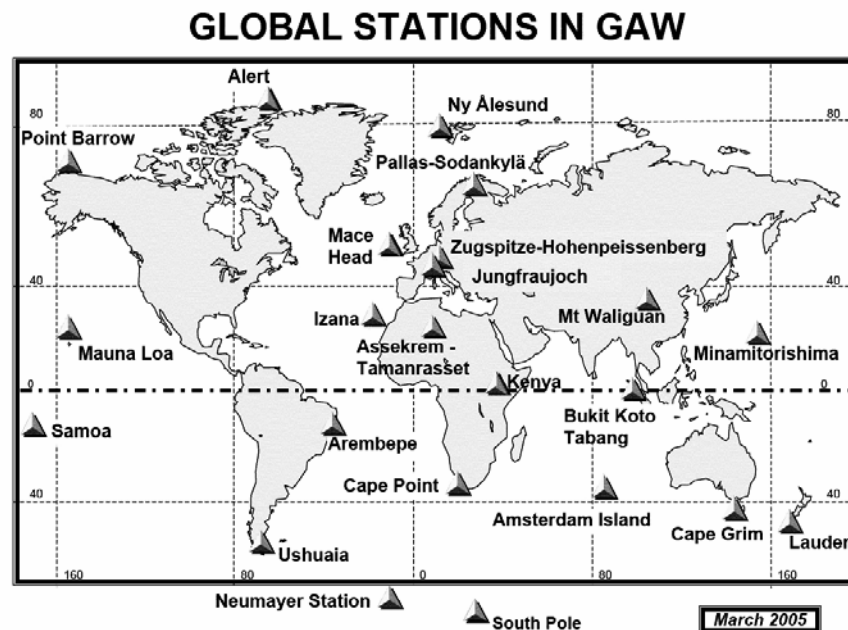 GLOBAL STATIONS IN GAW
Alert
Ny Ålesund
80
80
Point Barrow
Pallas-Sodankylä
Mace
Head
Zugspitze-Hohenpeissenberg
Jungfraujoch
40
40
Izana
Mt Waliguan
Mauna Loa
Assekrem -
Tamanrasset
Minamitorishima
Kenya
0
0
Bukit Koto
Tabang
Samoa
Arembepe
Cape Point
40
40
Amsterdam Island
Cape Grim
Lauder
Ushuaia
160
80
0
80
160
Neumayer Station
South Pole
March 2005